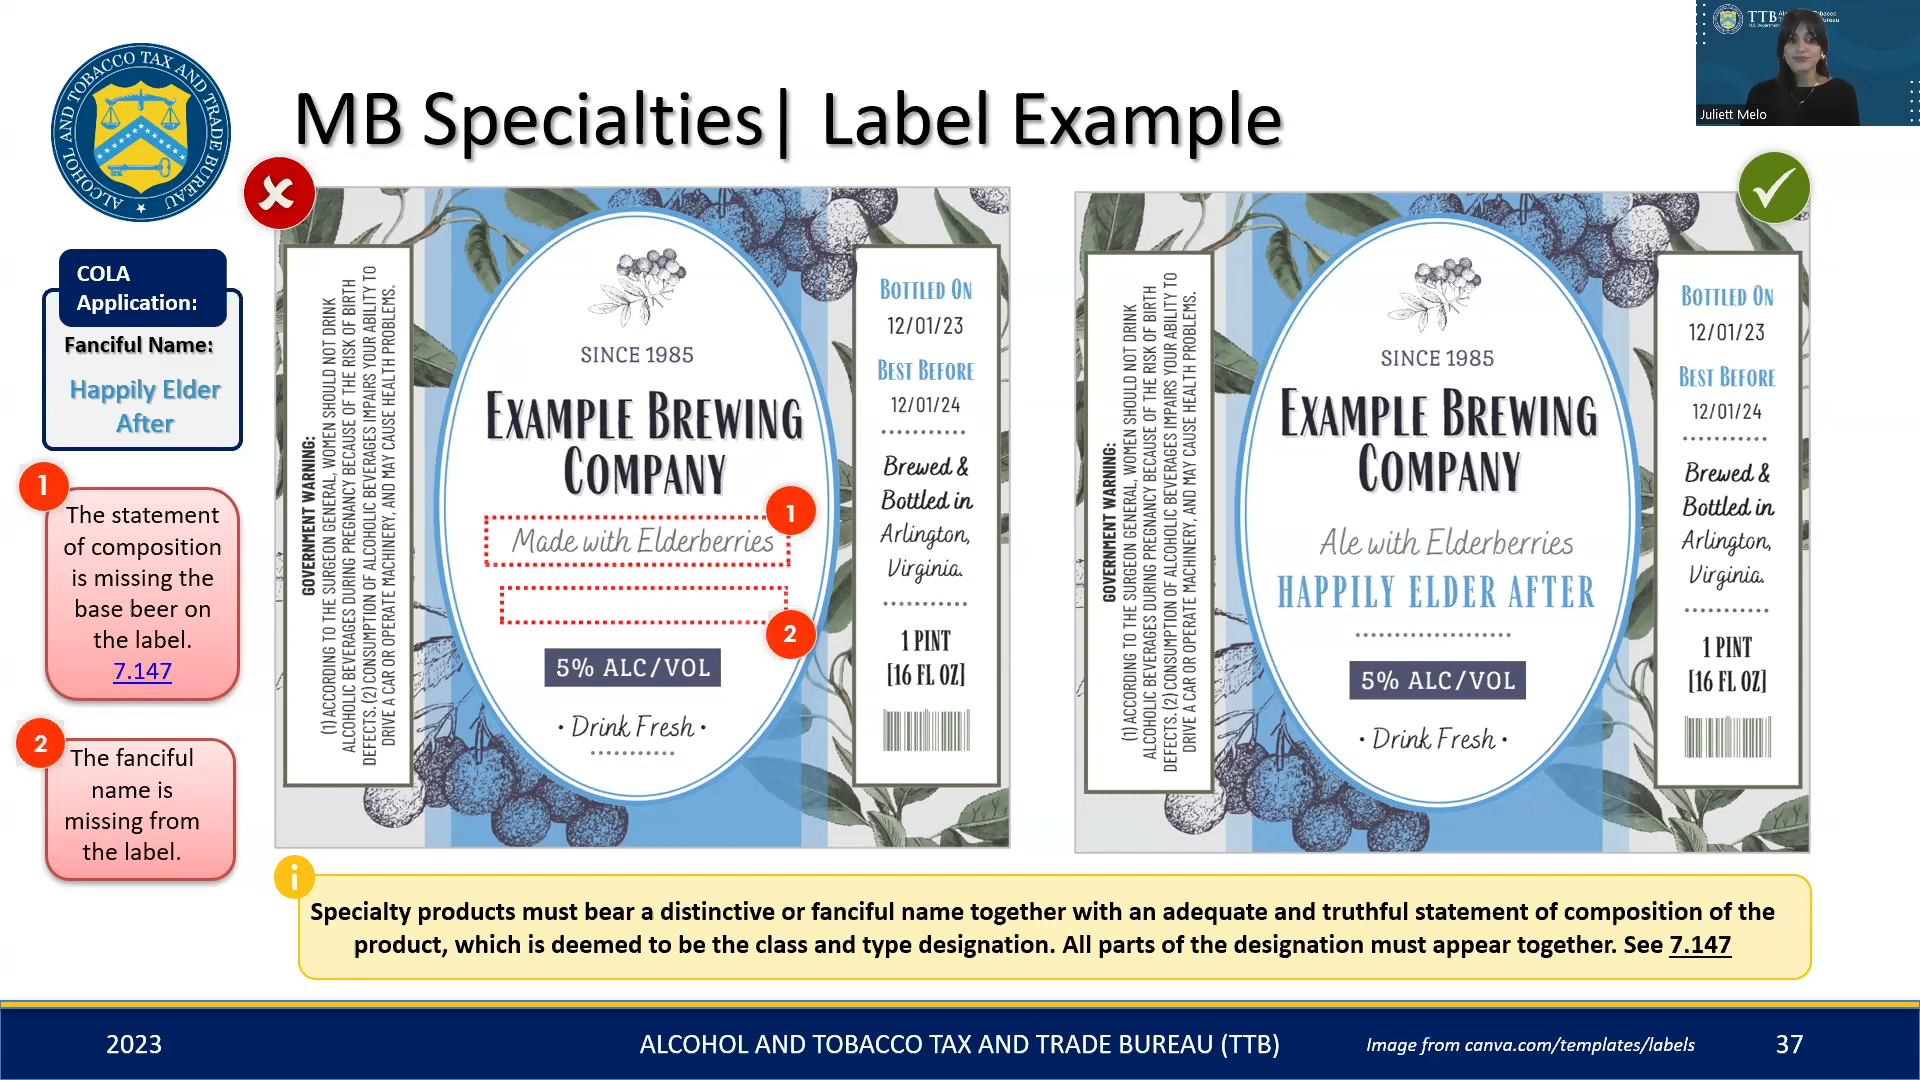 TTB
Juliett Melo
ALCOHOL AND TOBACCO TAX AND TRADE BUREAU
MB Specialties| Label Example
COLA
Application:
Fanciful Name:
Happily Elder
After
1
The statement
of composition
is missing the
base beer on
the label.
7.147
2
The fanciful
name is
missing from
the label.
GOVERNMENT WARNING:
(1) ACCORDING TO THE SURGEON GENERAL, WOMEN SHOULD NOT DRINK
ALCOHOLIC BEVERAGES DURING PREGNANCY BECAUSE OF THE RISK OF BIRTH
DEFECTS. (2) CONSUMPTION OF ALCOHOLIC BEVERAGES IMPAIRS YOUR ABILITY TO
DRIVE A CAR OR OPERATE MACHINERY, AND MAY CAUSE HEALTH PROBLEMS.
SINCE 1985
EXAMPLE BREWING
COMPANY
Made with Elderberries
1
2
5% ALC/VOL
· Drink Fresh ·
BOTTLED ON
12/01/23
BEST BEFORE
12/01/24
Brewed &
Bottled in
Arlington,
Virginia.
1 PINT
[16 FL OZ]
GOVERNMENT WARNING:
(1) ACCORDING TO THE SURGEON GENERAL, WOMEN SHOULD NOT DRINK
ALCOHOLIC BEVERAGES DURING PREGNANCY BECAUSE OF THE RISK OF BIRTH
DEFECTS. (2) CONSUMPTION OF ALCOHOLIC BEVERAGES IMPAIRS YOUR ABILITY TO
DRIVE A CAR OR OPERATE MACHINERY, AND MAY CAUSE HEALTH PROBLEMS.
SINCE 1985
EXAMPLE BREWING
COMPANY
Ale with Elderberries
HAPPILY ELDER AFTER
5% ALC/VOL
· Drink Fresh ·
BOTTLED ON
12/01/23
BEST BEFORE
12/01/24
Brewed &
Bottled in
Arlington,
Virginia.
1 PINT
[16 FL OZ]
i
Specialty products must bear a distinctive or fanciful name together with an adequate and truthful statement of composition of the
product, which is deemed to be the class and type designation. All parts of the designation must appear together. See 7.147
2023
ALCOHOL AND TOBACCO TAX AND TRADE BUREAU (TTB)
Image from canva.com/templates/labels
37